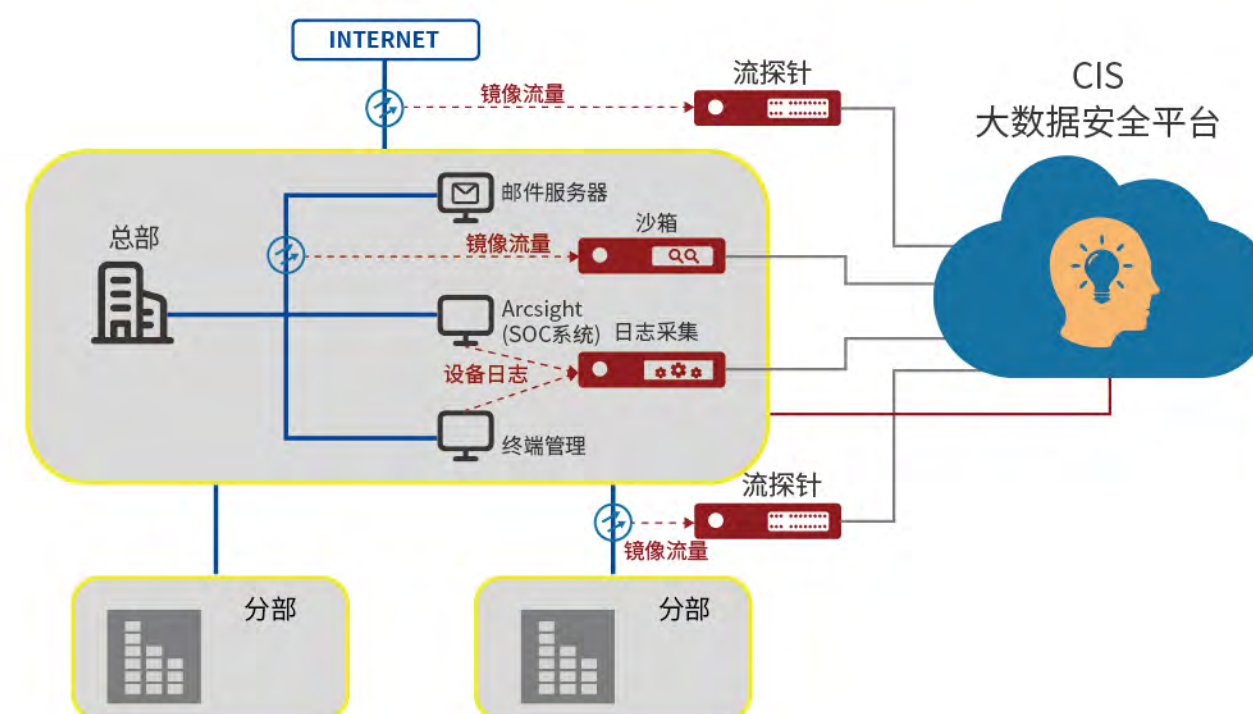 INTERNET
镜像流量
流探针
CIS
大数据安全平台
总部
邮件服务器
沙箱
镜像流量
Arcsight
(SOC系统)
日志采集
设备日志
终端管理
流探针
镜像流量
分部
分部